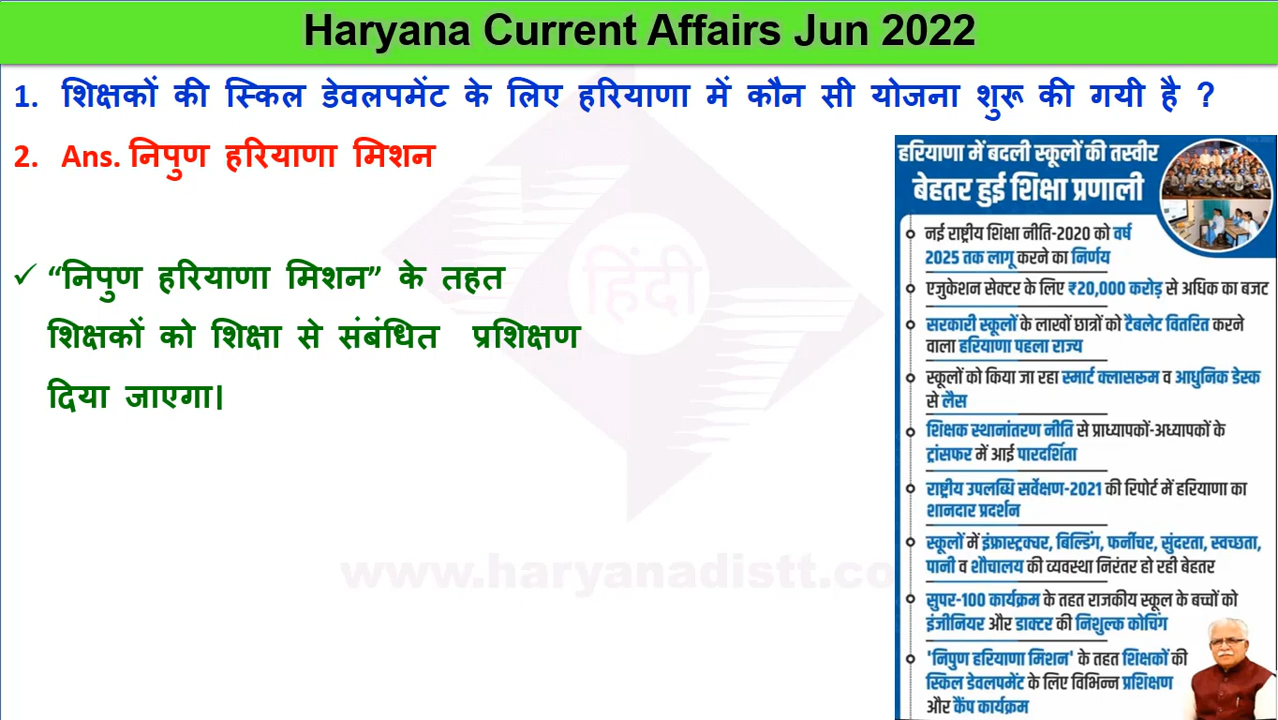 Haryana Current Affairs Jun 2022
1. शिक्षकों की स्किल डेवलपमेंट के लिए हरियाणा में कौन सी योजना शुरू की गयी है ?
2. Ans. निपुण हरियाणा मिशन
✓ “निपुण हरियाणा मिशन” के तहत
शिक्षकों को शिक्षा से संबंधित प्रशिक्षण
दिया जाएगा।
हिंदी
www.haryanadistt.co
हरियाणा में बदली स्कूलों की तस्वीर
बेहतर हुई शिक्षा प्रणाली
नई राष्ट्रीय शिक्षा नीति-2020 को वर्ष
2025 तक लागू करने का निर्णय
एजुकेशन सेक्टर के लिए ₹20,000 करोड़ से अधिक का बजट
सरकारी स्कूलों के लाखों छात्रों को टैबलेट वितरित करने
वाला हरियाणा पहला राज्य
स्कूलों को किया जा रहा स्मार्ट क्लासरूम व आधुनिक डेस्क
से लैस
शिक्षक स्थानांतरण नीति से प्राध्यापकों-अध्यापकों के
ट्रांसफर में आई पारदर्शिता
राष्ट्रीय उपलब्धि सर्वेक्षण-2021 की रिपोर्ट में हरियाणा का
शानदार प्रदर्शन
स्कूलों में इंफ्रास्ट्रक्चर, बिल्डिंग, फर्नीचर, सुंदरता, स्वच्छता,
पानी व शौचालय की व्यवस्था निरंतर हो रही बेहतर
सुपर-100 कार्यक्रम के तहत राजकीय स्कूल के बच्चों को
इंजीनियर और डाक्टर की निशुल्क कोचिंग
'निपुण हरियाणा मिशन' के तहत शिक्षकों की
स्किल डेवलपमेंट के लिए विभिन्न प्रशिक्षण
और कैंप कार्यक्रम